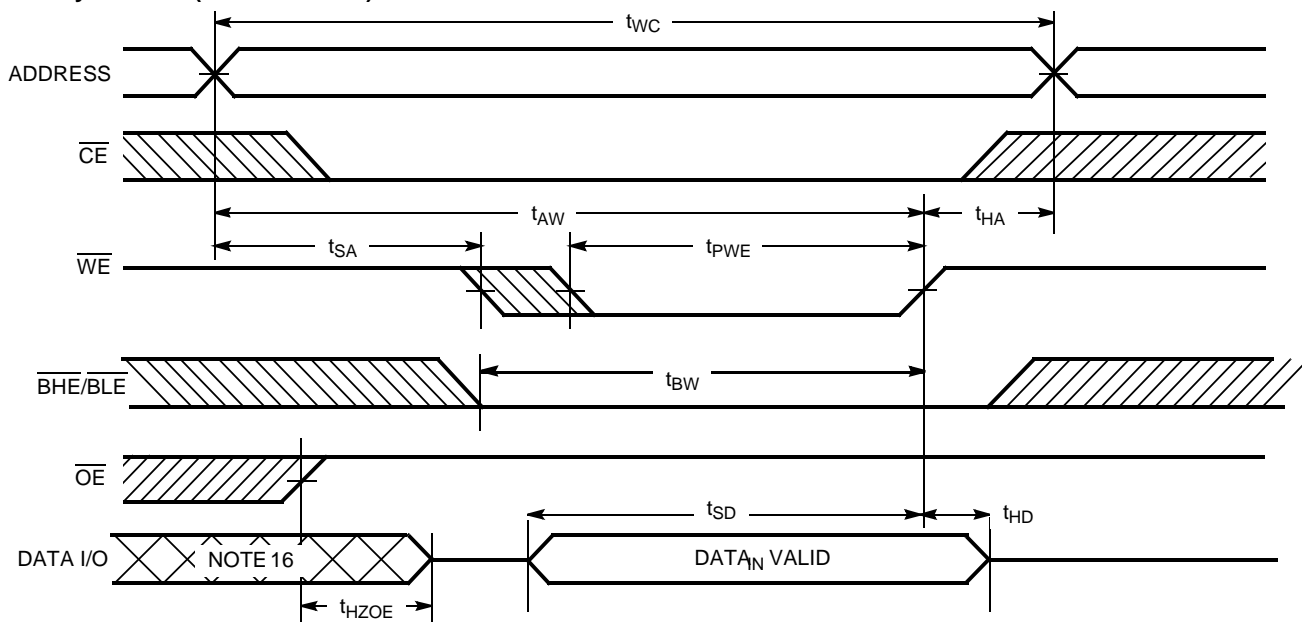 tWC
ADDRESS
CE
tAW
tHA
tSA
tPWE
WE
BHE/BLE
tBW
OE
tSD
tHD
DATA I/O
NOTE 16
DATAIN VALID
tHZOE